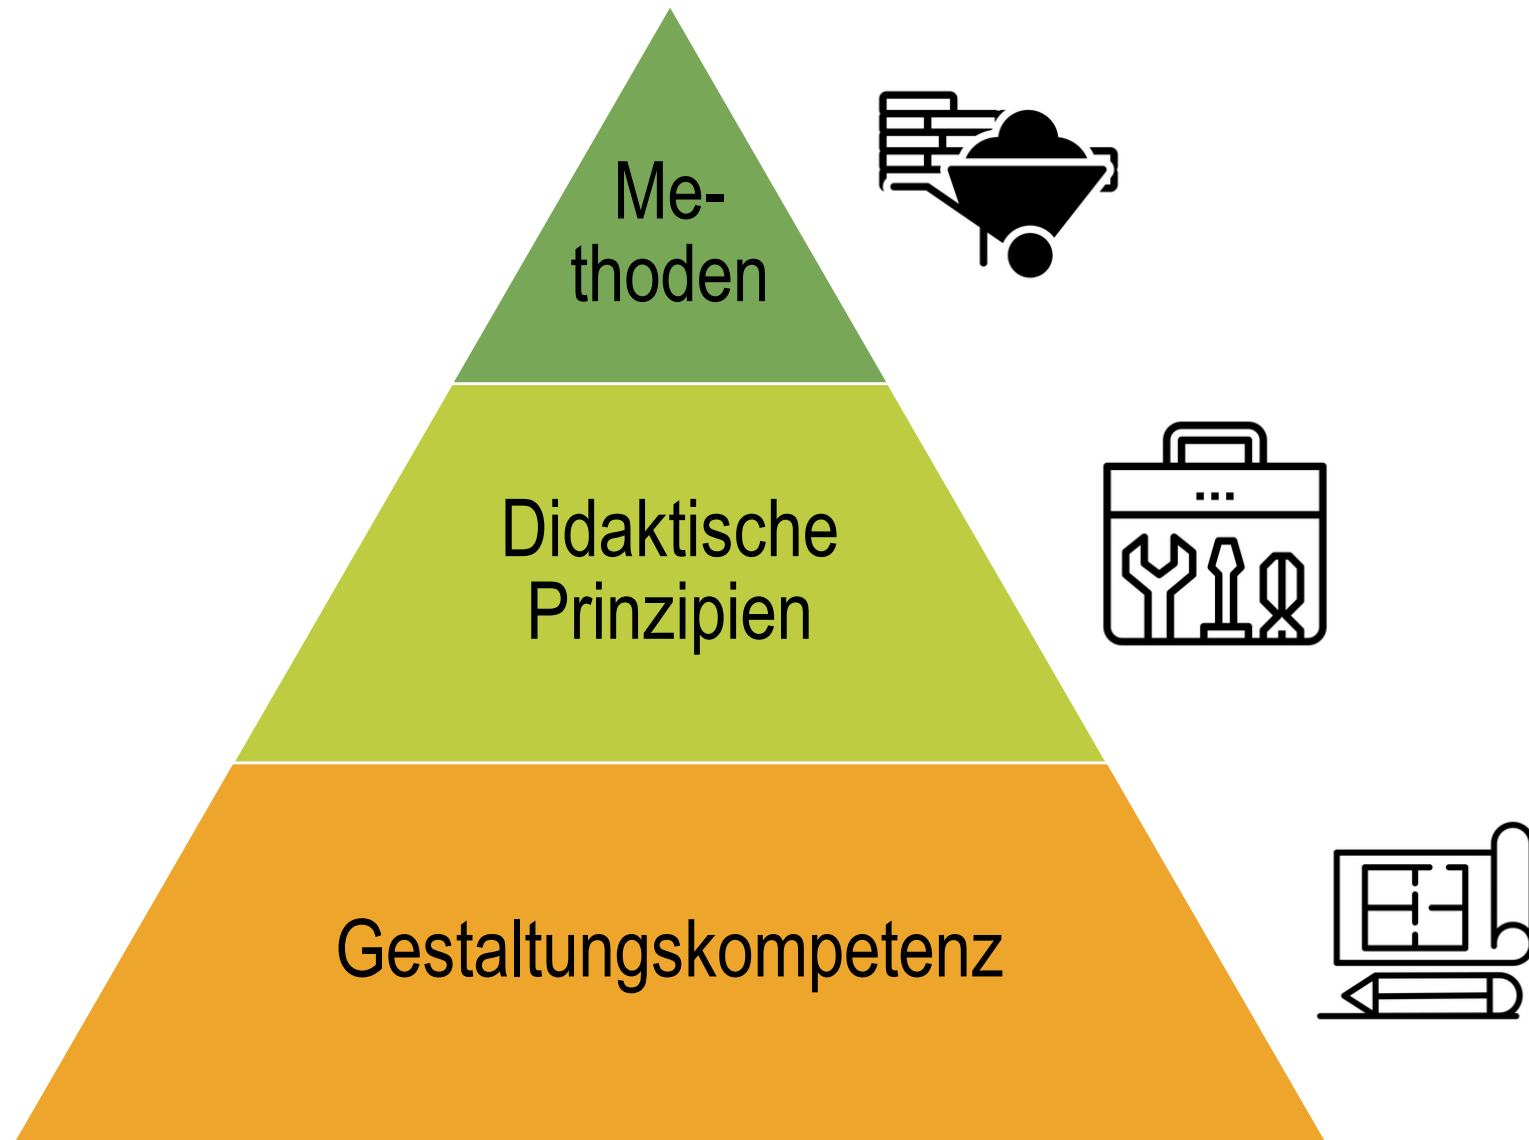 Me-
thoden
Didaktische
Prinzipien
Gestaltungskompetenz